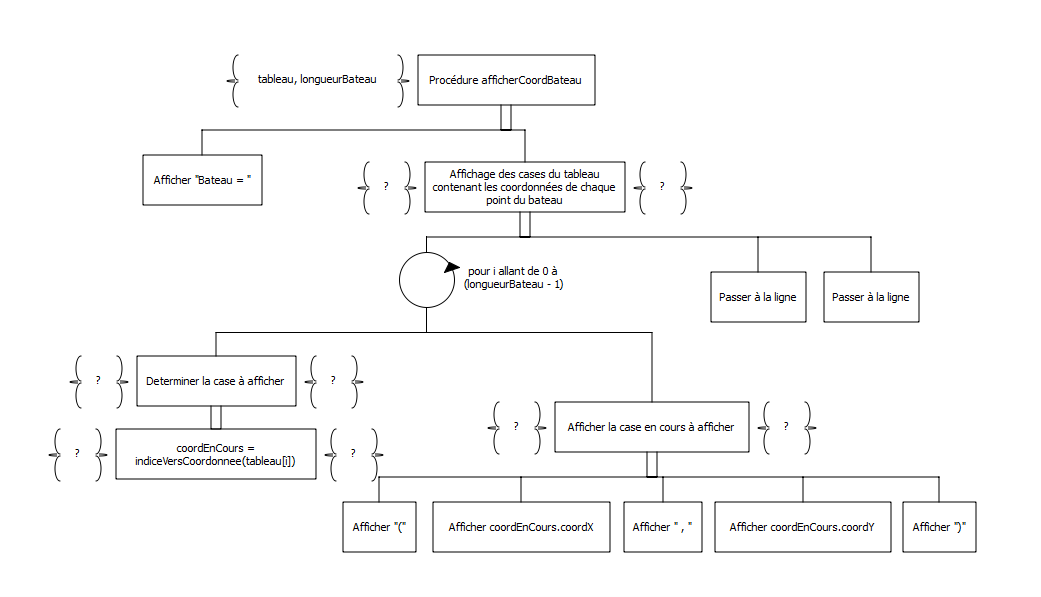 tableau, longueurBateau
Procédure afficherCoordBateau
Afficher "Bateau = "
?
Affichage des cases du tableau
contenant les coordonnées de chaque
point du bateau
?
pour i allant de 0 à
(longueurBateau - 1)
Passer à la ligne
Passer à la ligne
?
Determiner la case à afficher
?
?
coordEnCours =
indiceVersCoordonnee(tableau[i])
?
?
Afficher la case en cours à afficher
?
Afficher "("
Afficher coordEnCours.coordX
Afficher " , "
Afficher coordEnCours.coordY
Afficher ")"